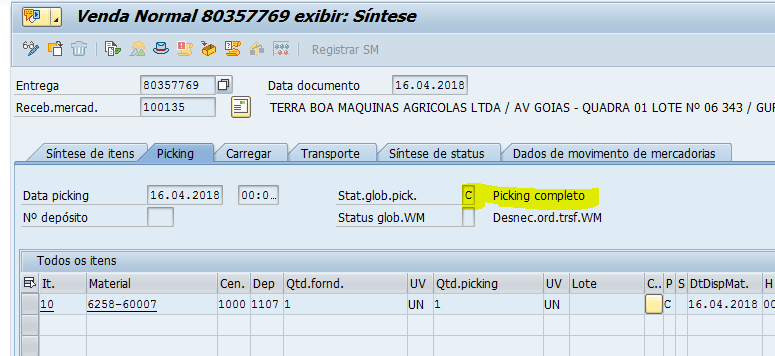 Venda Normal 80357769 exibir: Síntese
Registrar SM
Entrega 80357769 Data documento 16.04.2018
Receb.mercad. 100135 TERRA BOA MAQUINAS AGRICOLAS LTDA / AV GOIAS - QUADRA 01 LOTE Nº 06 343 / GUR
Síntese de itens Picking Carregar Transporte Síntese de status Dados de movimento de mercadorias
Data picking 16.04.2018 00:0... Stat.glob.pick. C Picking completo
Nº depósito Status glob.WM Desnec.ord.trsf.WM
Todos os itens
It. Material Cen. Dep Qtd.fornd. UV Qtd.picking UV Lote C.. P S DtDispMat. H
10 6258-60007 1000 1107 1 UN 1 UN C 16.04.2018 00